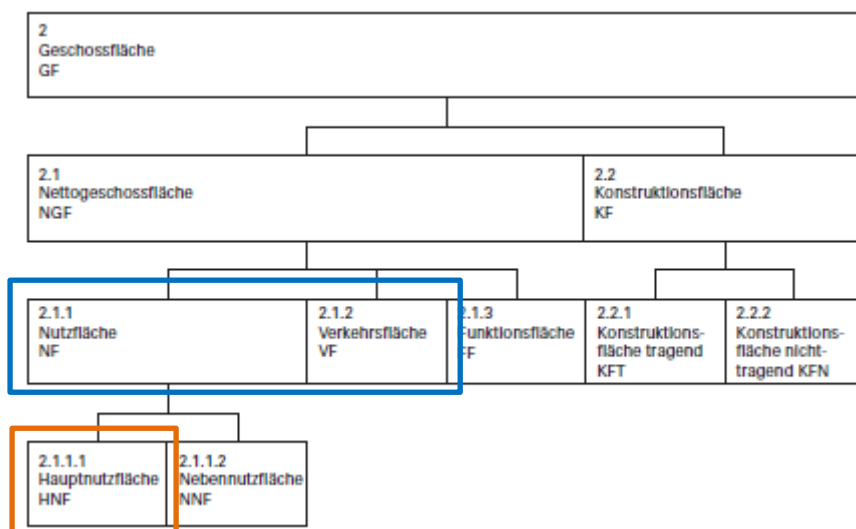 2
Geschossfläche
GF
2.1
Nettogeschossfläche
NGF
2.2
Konstruktionsfläche
KF
2.1.1
Nutzfläche
NF
2.1.2
Verkehrsfläche
VF
2.1.3
Funktionsfläche
FF
2.2.1
Konstruktions-
fläche tragend
KFT
2.2.2
Konstruktions-
fläche nicht-
tragend KFN
2.1.1.1
Hauptnutzfläche
HNF
2.1.1.2
Nebennutzfläche
NNF